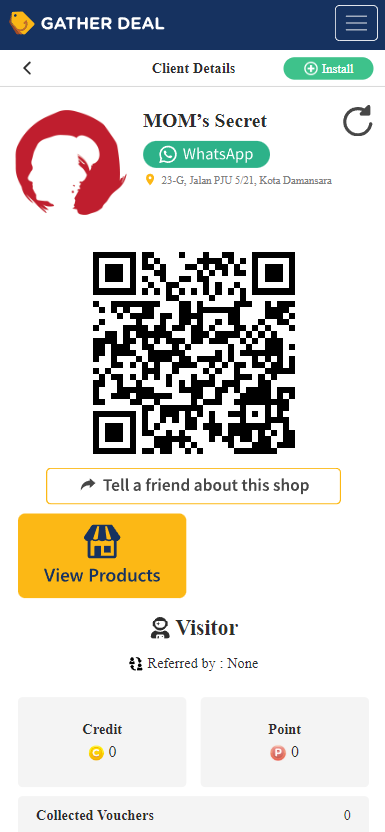 GATHER DEAL
Client Details
Install
MOM’s Secret
WhatsApp
23-G, Jalan PJU 5/21, Kota Damansara
Tell a friend about this shop
View Products
Visitor
Referred by : None
Credit
C 0
Point
P 0
Collected Vouchers 0